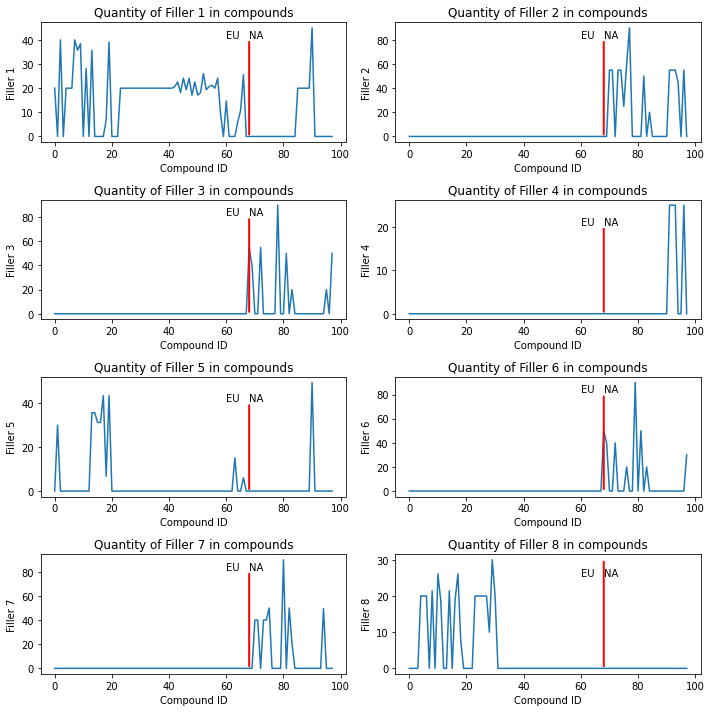 Quantity of Filler 1 in compounds
Filler 1
40
30
20
10
0
EU NA
0 20 40 60 80 100
Compound ID
Quantity of Filler 2 in compounds
Filler 2
80
60
40
20
0
EU NA
0 20 40 60 80 100
Compound ID
Quantity of Filler 3 in compounds
Filler 3
80
60
40
20
0
EU NA
0 20 40 60 80 100
Compound ID
Quantity of Filler 4 in compounds
Filler 4
20
10
0
EU NA
0 20 40 60 80 100
Compound ID
Quantity of Filler 5 in compounds
Filler 5
40
20
0
EU NA
0 20 40 60 80 100
Compound ID
Quantity of Filler 6 in compounds
Filler 6
80
60
40
20
0
EU NA
0 20 40 60 80 100
Compound ID
Quantity of Filler 7 in compounds
Filler 7
80
60
40
20
0
EU NA
0 20 40 60 80 100
Compound ID
Quantity of Filler 8 in compounds
Filler 8
30
20
10
0
EU NA
0 20 40 60 80 100
Compound ID